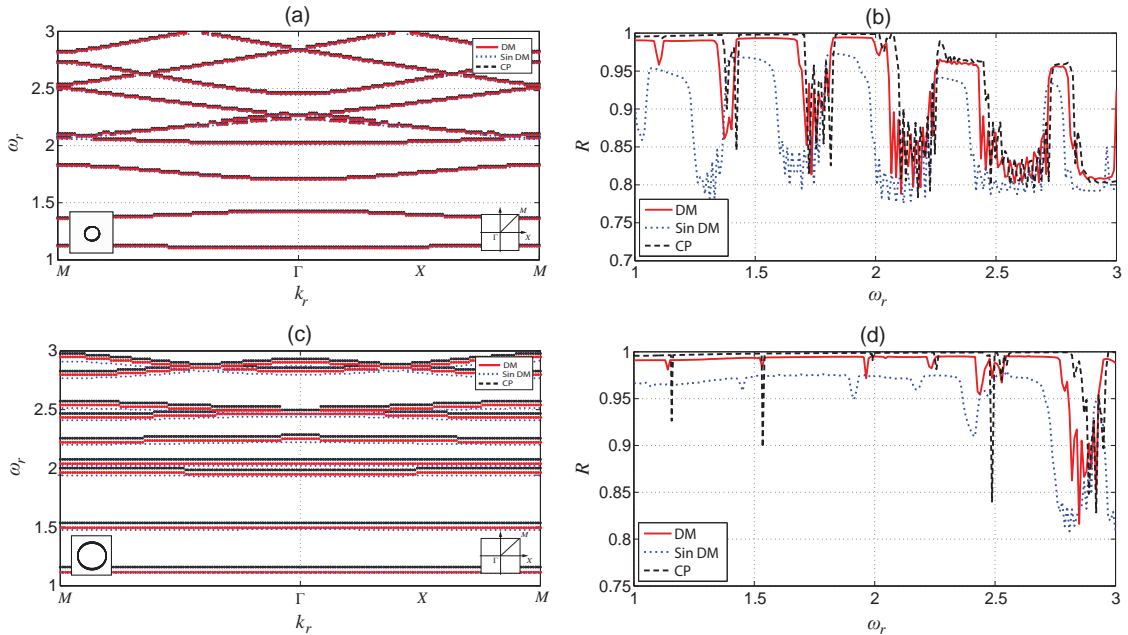 (a)
3
2.5
2
1.5
1
ω_r
M
Γ
X
M
k_r
DM
Sin DM
CP
M
Γ
X
(b)
1
0.95
0.9
0.85
0.8
0.75
0.7
R
1
1.5
2
2.5
3
ω_r
DM
Sin DM
CP
(c)
3
2.5
2
1.5
1
ω_r
M
Γ
X
M
k_r
DM
Sin DM
CP
M
Γ
X
(d)
1
0.95
0.9
0.85
0.8
0.75
R
1
1.5
2
2.5
3
ω_r
DM
Sin DM
CP